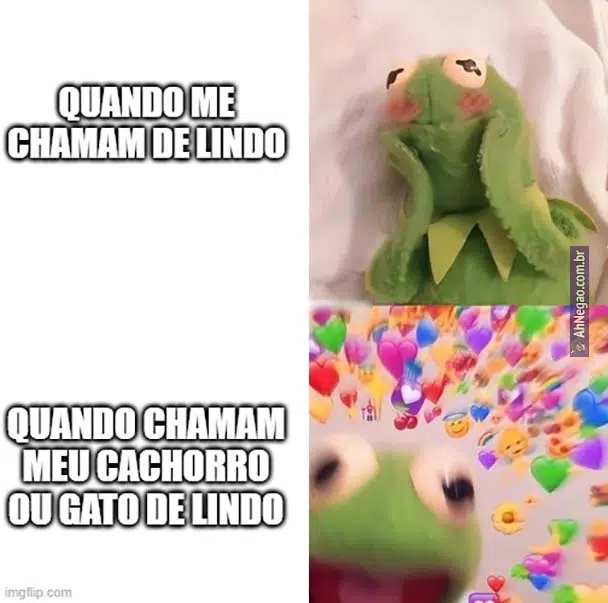 QUANDO ME
CHAMAM DE LINDO
AhNegao.com.br
QUANDO CHAMAM
MEU CACHORRO
OU GATO DE LINDO
imgflip.com